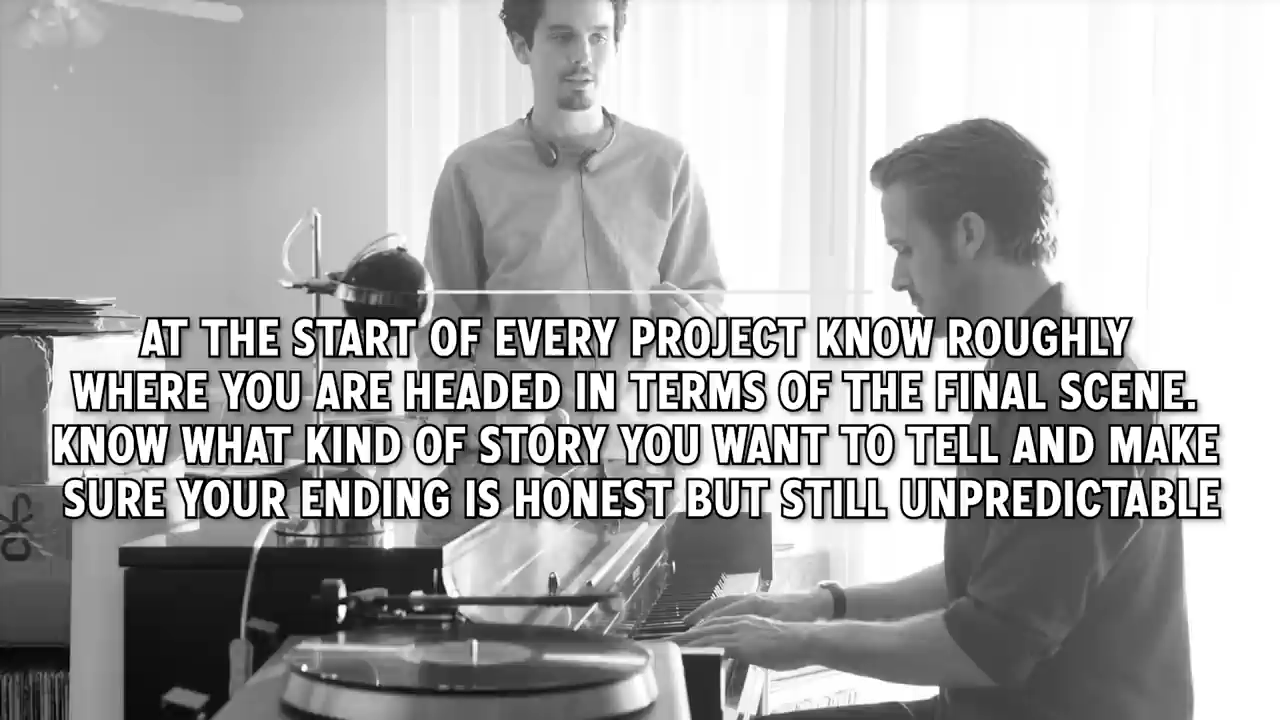 AT THE START OF EVERY PROJECT KNOW ROUGHLY
WHERE YOU ARE HEADED IN TERMS OF THE FINAL SCENE.
KNOW WHAT KIND OF STORY YOU WANT TO TELL AND MAKE
SURE YOUR ENDING IS HONEST BUT STILL UNPREDICTABLE